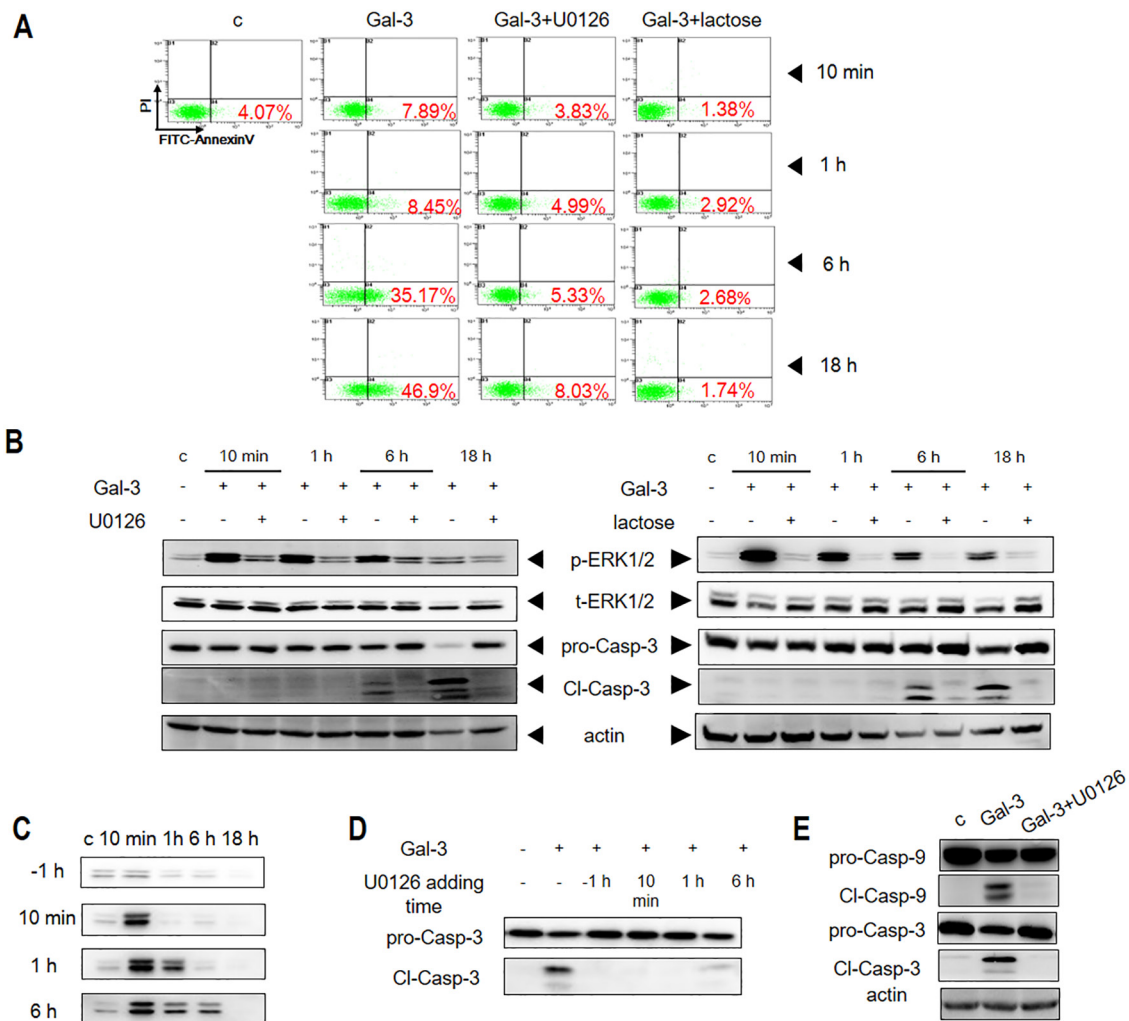 A
c Gal-3 Gal-3+U0126 Gal-3+lactose
PI
FITC-AnnexinV
4.07% 7.89% 3.83% 1.38% 10 min
8.45% 4.99% 2.92% 1 h
35.17% 5.33% 2.68% 6 h
46.9% 8.03% 1.74% 18 h
B
c 10 min 1 h 6 h 18 h
Gal-3 - + + + + + + + +
U0126 - - + - + - + - +
c 10 min 1 h 6 h 18 h
Gal-3 - + + + + + + + +
lactose - - + - + - + - +
p-ERK1/2
t-ERK1/2
pro-Casp-3
Cl-Casp-3
actin
C
c 10 min 1h 6 h 18 h
-1 h
10 min
1 h
6 h
D
Gal-3 - + + + + +
U0126 adding - - -1 h 10 1 h 6 h
time min
pro-Casp-3
Cl-Casp-3
E
c Gal-3 Gal-3+U0126
pro-Casp-9
Cl-Casp-9
pro-Casp-3
Cl-Casp-3
actin